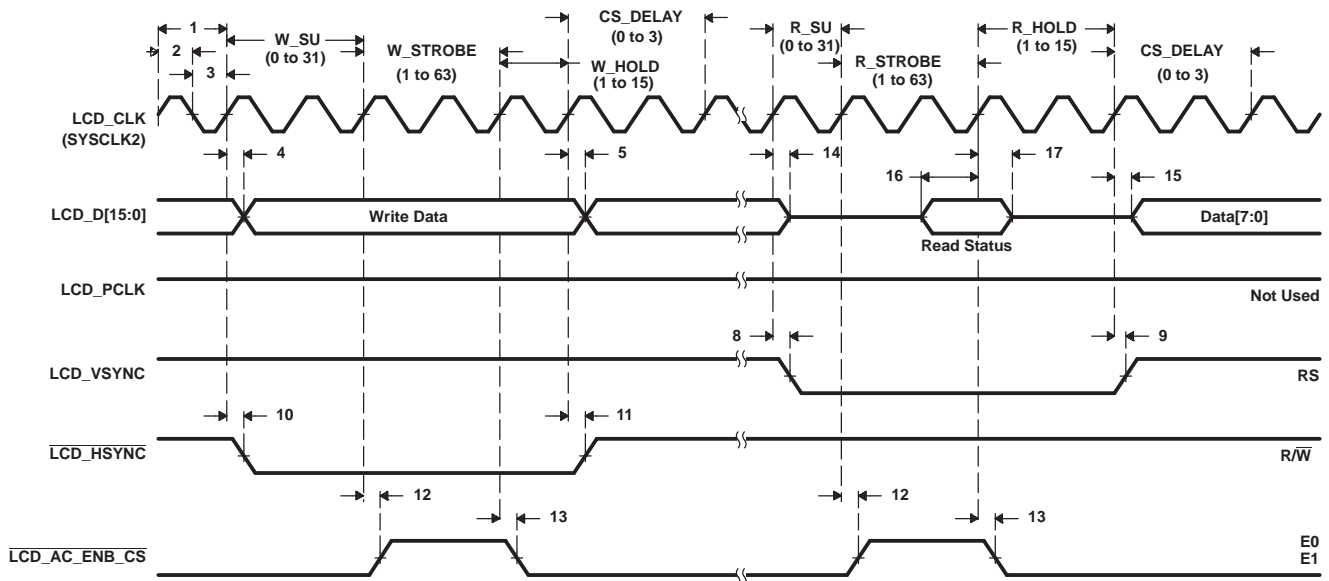 1
2
3
W_SU
(0 to 31)
W_STROBE
(1 to 63)
CS_DELAY
(0 to 3)
W_HOLD
(1 to 15)
R_SU
(0 to 31)
R_STROBE
(1 to 63)
R_HOLD
(1 to 15)
CS_DELAY
(0 to 3)
LCD_CLK
(SYSCLK2)
4
5
14
17
16
15
LCD_D[15:0]
Write Data
Read Status
Data[7:0]
LCD_PCLK
Not Used
8
9
LCD_VSYNC
RS
10
11
LCD_HSYNC
R/W
12
13
12
13
LCD_AC_ENB_CS
E0
E1